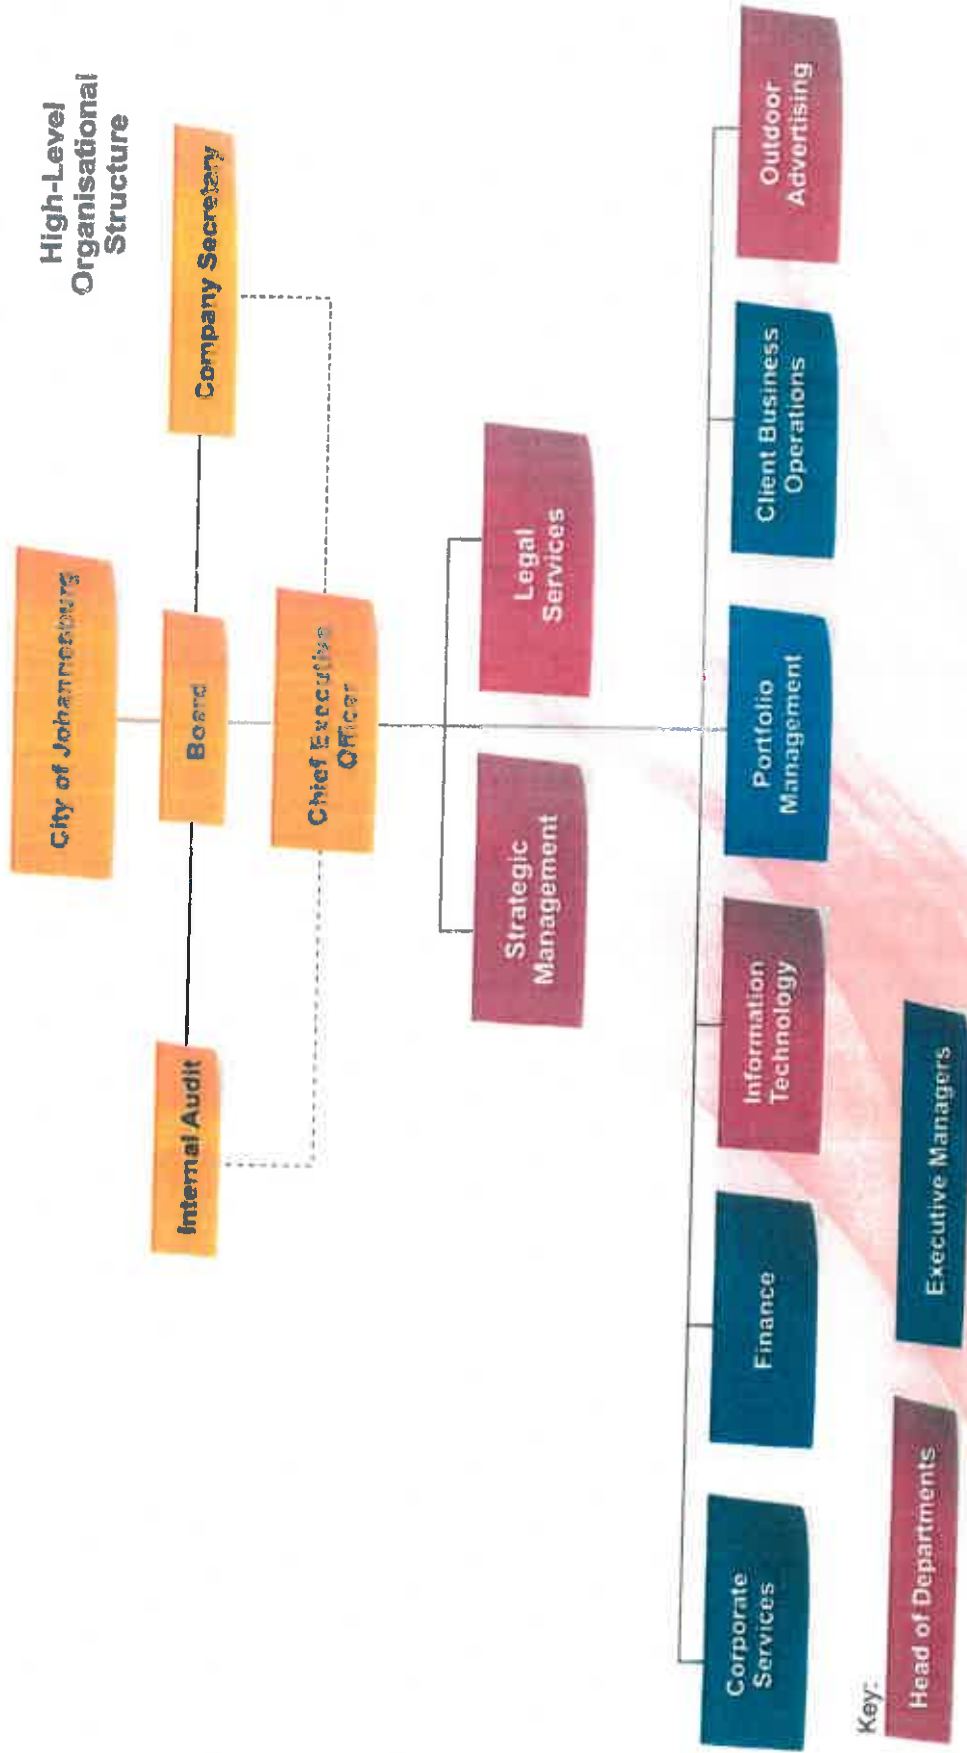 High-Level
Organisational
Structure
City of Johannesburg
Internal Audit
Board
Company Secretary
Chief Executive
Officer
Strategic
Management
Legal
Services
Corporate
Services
Finance
Information
Technology
Portfolio
Management
Client Business
Operations
Outdoor
Advertising
Key:
Head of Departments
Executive Managers